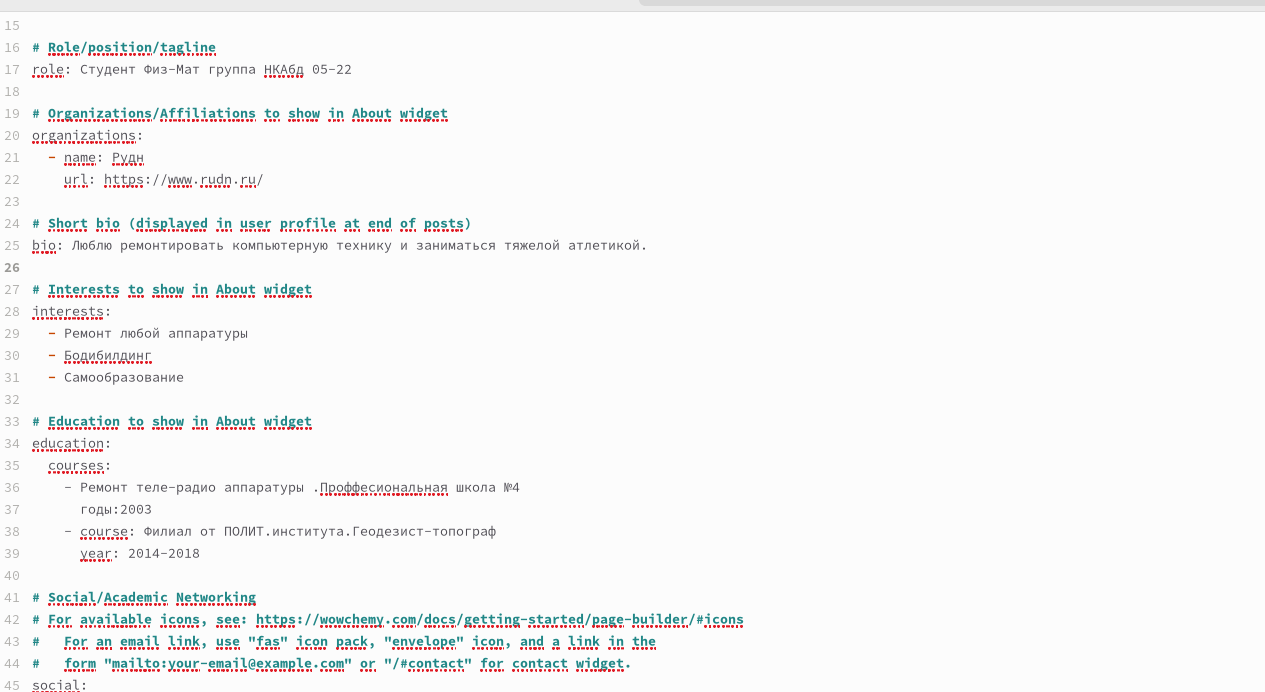 15
16 # Role/position/tagline
17 role: Студент Физ-Мат группа НКАбд 05-22
18
19 # Organizations/Affiliations to show in About widget
20 organizations:
21   - name: Рудн
22     url: https://www.rudn.ru/
23
24 # Short bio (displayed in user profile at end of posts)
25 bio: Люблю ремонтировать компьютерную технику и заниматься тяжелой атлетикой.
26
27 # Interests to show in About widget
28 interests:
29   - Ремонт любой аппаратуры
30   - Бодибилдинг
31   - Самообразование
32
33 # Education to show in About widget
34 education:
35   courses:
36     - Ремонт теле-радио аппаратуры .Проффесиональная школа №4
37       годы:2003
38     - course: Филиал от ПОЛИТ.института.Геодезист-топограф
39       year: 2014-2018
40
41 # Social/Academic Networking
42 # For available icons, see: https://wowchemy.com/docs/getting-started/page-builder/#icons
43 #   For an email link, use "fas" icon pack, "envelope" icon, and a link in the
44 #   form "mailto:your-email@example.com" or "/#contact" for contact widget.
45 social: